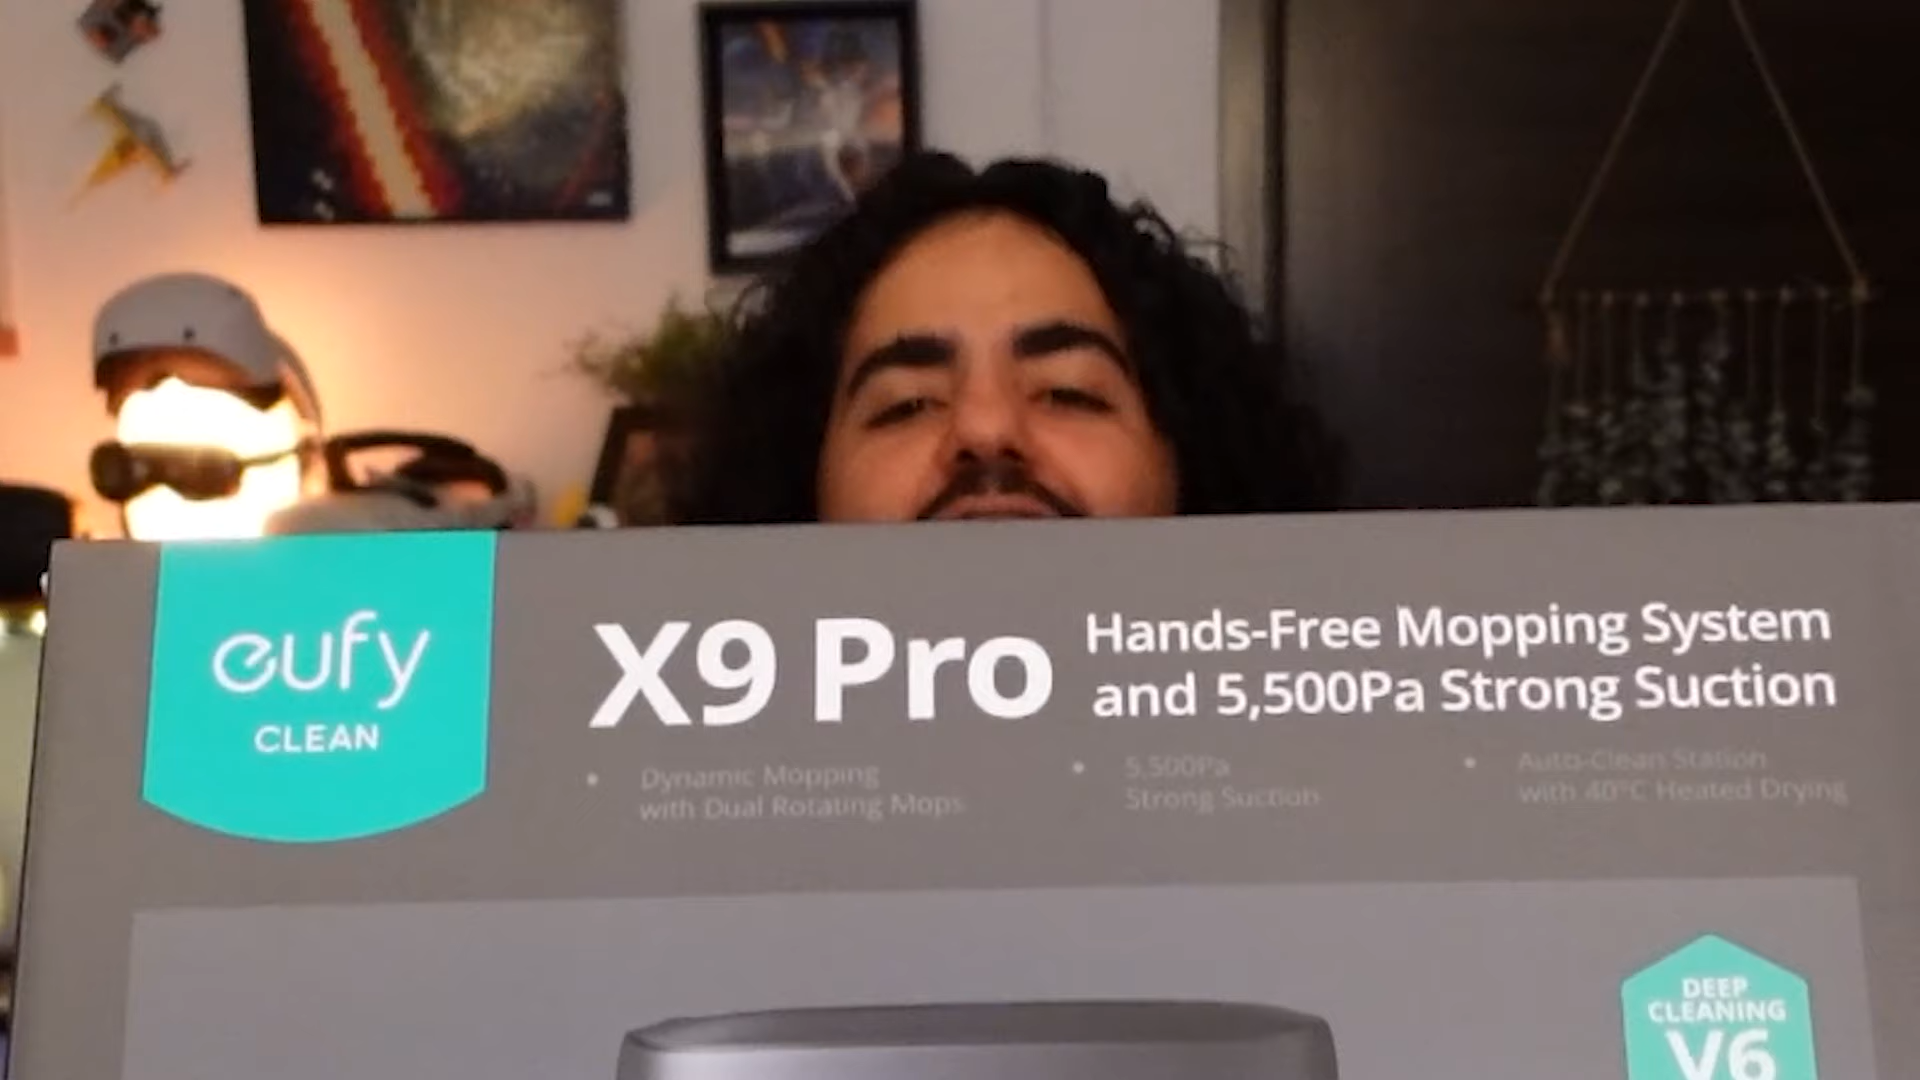 eufy
CLEAN
X9 Pro
Hands-Free Mopping System
and 5,500Pa Strong Suction
• Dynamic Mopping
with Dual Rotating Mops
• 5,500Pa
Strong Suction
• Auto-Clean Station
with 40°C Heated Drying
DEEP
CLEANING
V6